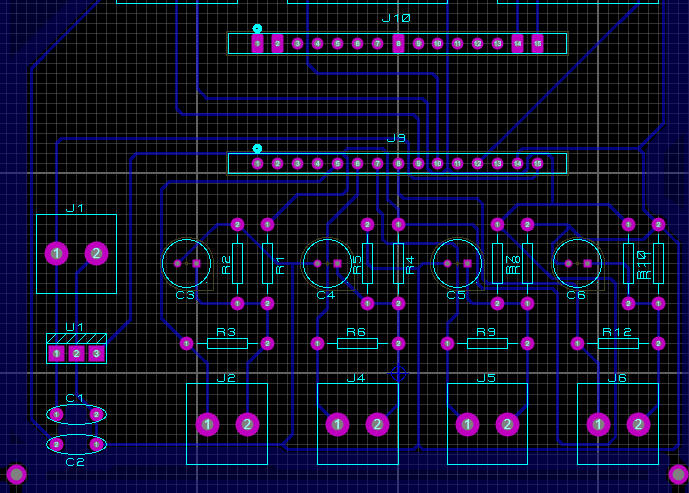 J10
1 2 3 4 5 6 7 8 9 10 11 12 13 14 15
J9
1 2 3 4 5 6 7 8 9 10 11 12 13 14 15
J1
1 2
2 1 2 1 2 1 2 1
R2 R1 R5 R4 R8 R10
C3 C4 C5 C6
1 2 1 2 1 2 1 2
U1
1 2 3
R3 R6 R9 R12
1 2 1 2 1 2 1 2
J2 J4 J5 J6
C1
1 2
1 2 1 2 1 2 1 2
1 2
C2